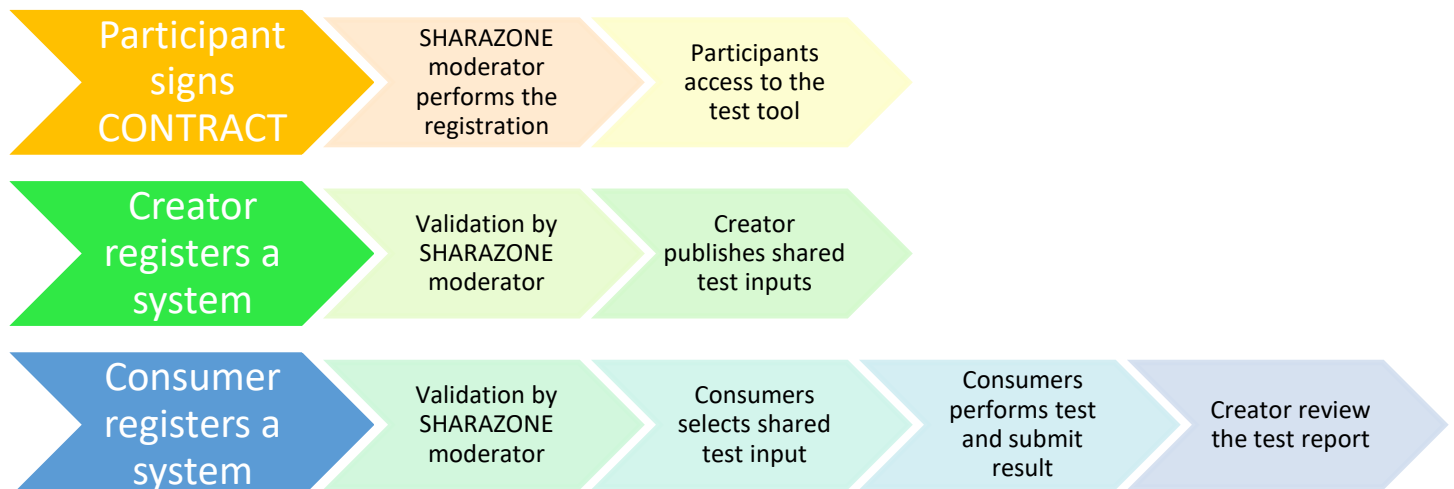 Participant
signs
CONTRACT
SHARAZONE
moderator
performs the
registration
Participants
access to the
test tool
Creator
registers a
system
Validation by
SHARAZONE
moderator
Creator
publishes shared
test inputs
Consumer
registers a
system
Validation by
SHARAZONE
moderator
Consumers
selects shared
test input
Consumers
performs test
and submit
result
Creator review
the test report